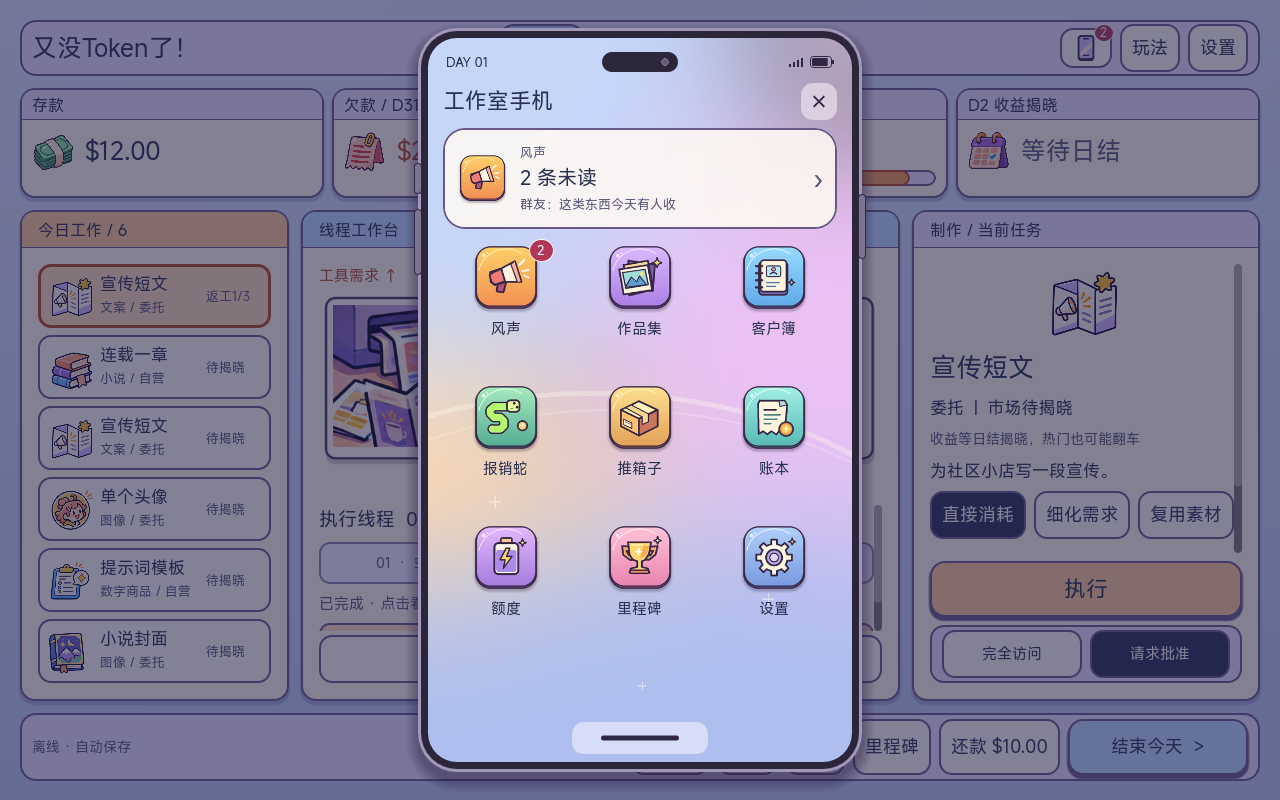 又没Token了！
2
玩法
设置
存款
$12.00
欠款 / D31
D2 收益揭晓
等待日结
今日工作 / 6
宣传短文
文案 / 委托
返工1/3
连载一章
小说 / 自营
待揭晓
宣传短文
文案 / 委托
待揭晓
单个头像
图像 / 委托
待揭晓
提示词模板
数字商品 / 自营
待揭晓
小说封面
图像 / 委托
待揭晓
线程工作台
工具需求 ↑
执行线程 0
01 ·
已完成 · 点击
DAY 01
工作室手机
×
风声
2 条未读
群友：这类东西今天有人收
›
2
风声
作品集
客户簿
报销蛇
推箱子
账本
额度
里程碑
设置
制作 / 当前任务
宣传短文
委托 | 市场待揭晓
收益等日结揭晓，热门也可能翻车
为社区小店写一段宣传。
直接消耗
细化需求
复用素材
执行
完全访问
请求批准
离线 · 自动保存
里程碑
还款 $10.00
结束今天 >